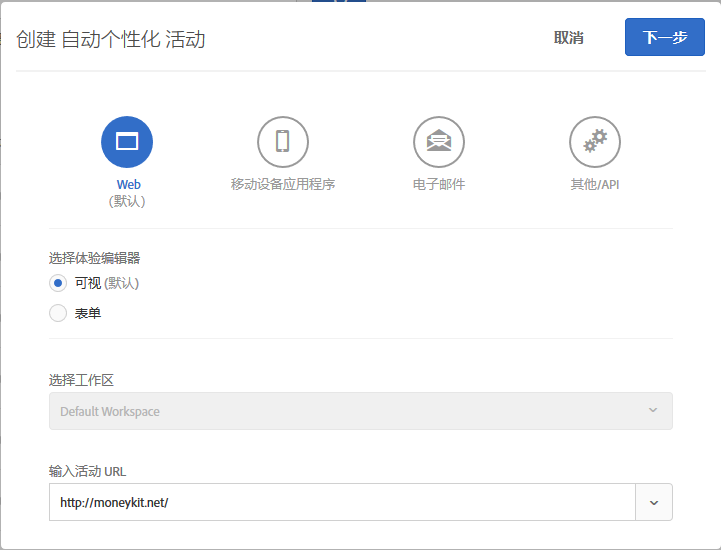 创建 自动个性化 活动
取消
下一步
Web
(默认)
移动设备应用程序
电子邮件
其他/API
选择体验编辑器
可视 (默认)
表单
选择工作区
Default Workspace
输入活动 URL
http://moneykit.net/